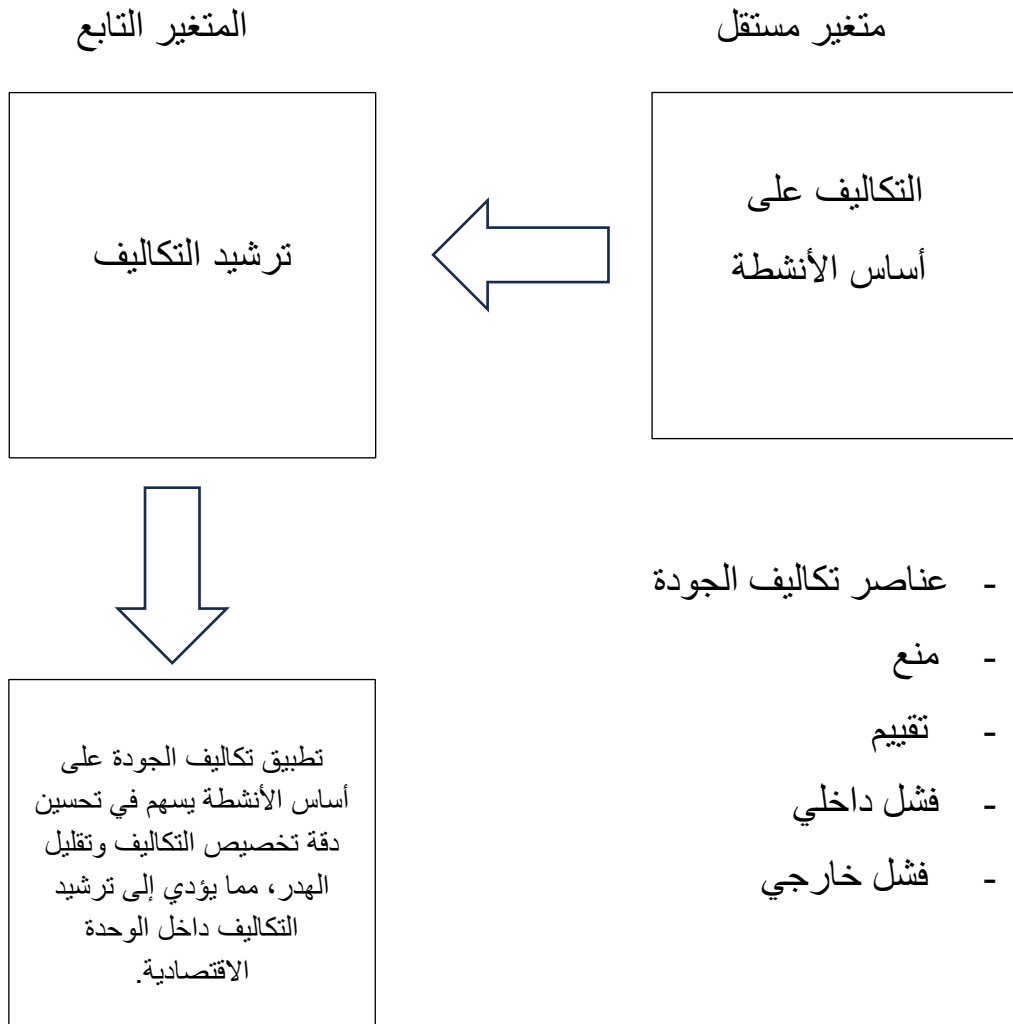 متغير مستقل
المتغير التابع
التكاليف على
أساس الأنشطة
ترشيد التكاليف
- عناصر تكاليف الجودة
- منع
- تقييم
- فشل داخلي
- فشل خارجي
تطبيق تكاليف الجودة على
أساس الأنشطة يسهم في تحسين
دقة تخصيص التكاليف وتقليل
الهدر، مما يؤدي إلى ترشيد
التكاليف داخل الوحدة
الاقتصادية.